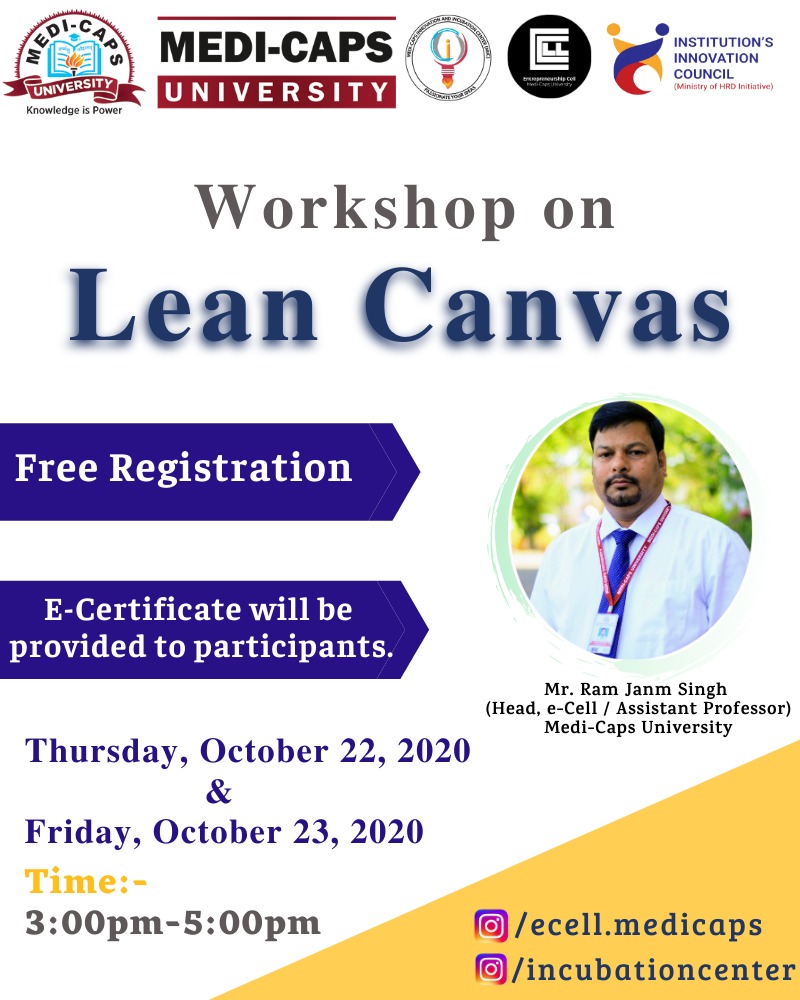 MEDI-CAPS
UNIVERSITY
Knowledge is Power
MEDI-CAPS
UNIVERSITY
PASSIONATE YOUR IDEAS
Entrepreneurship Cell
Medi-Caps University
INSTITUTION'S
INNOVATION
COUNCIL
(Ministry of HRD Initiative)
Workshop on
Lean Canvas
Free Registration
E-Certificate will be
provided to participants.
Mr. Ram Janm Singh
(Head, e-Cell / Assistant Professor)
Medi-Caps University
Thursday, October 22, 2020
&
Friday, October 23, 2020
Time:-
3:00pm-5:00pm
/ecell.medicaps
/incubationcenter